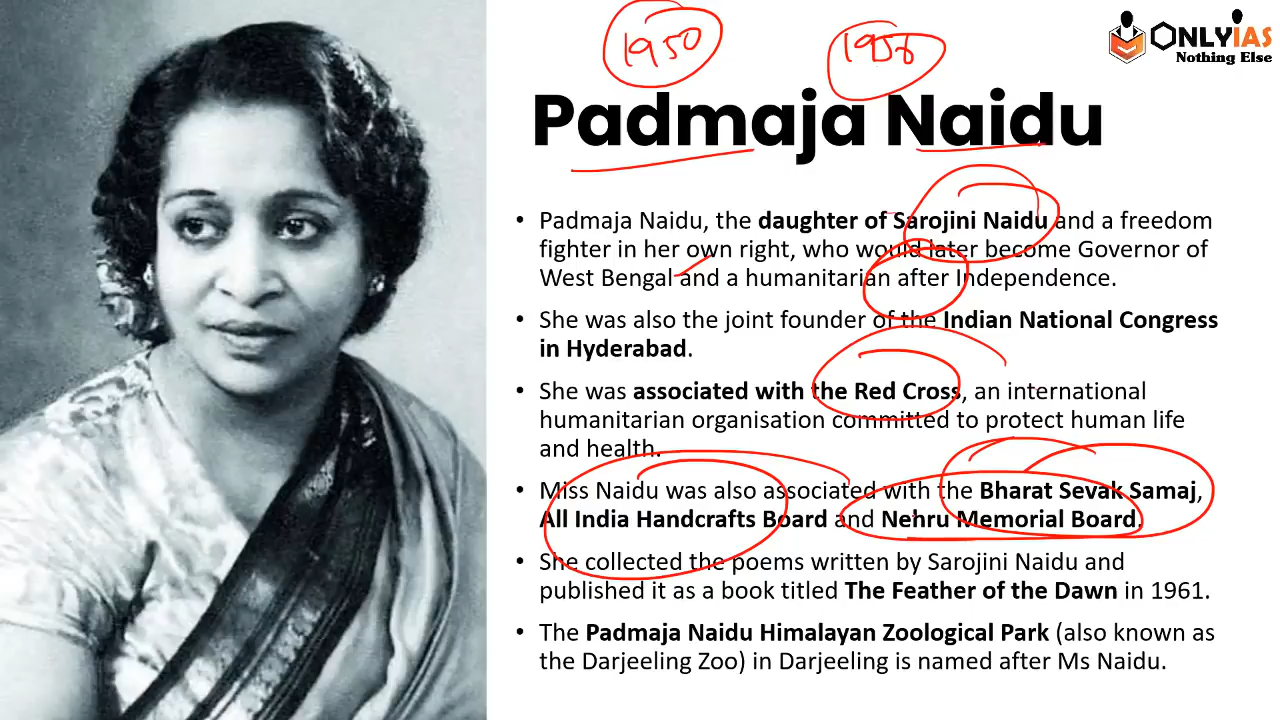 1950
1956
ONLYIAS
Nothing Else
Padmaja Naidu
• Padmaja Naidu, the daughter of Sarojini Naidu and a freedom
fighter in her own right, who would later become Governor of
West Bengal and a humanitarian after Independence.
• She was also the joint founder of the Indian National Congress
in Hyderabad.
• She was associated with the Red Cross, an international
humanitarian organisation committed to protect human life
and health.
• Miss Naidu was also associated with the Bharat Sevak Samaj,
All India Handcrafts Board and Nehru Memorial Board.
• She collected the poems written by Sarojini Naidu and
published it as a book titled The Feather of the Dawn in 1961.
• The Padmaja Naidu Himalayan Zoological Park (also known as
the Darjeeling Zoo) in Darjeeling is named after Ms Naidu.